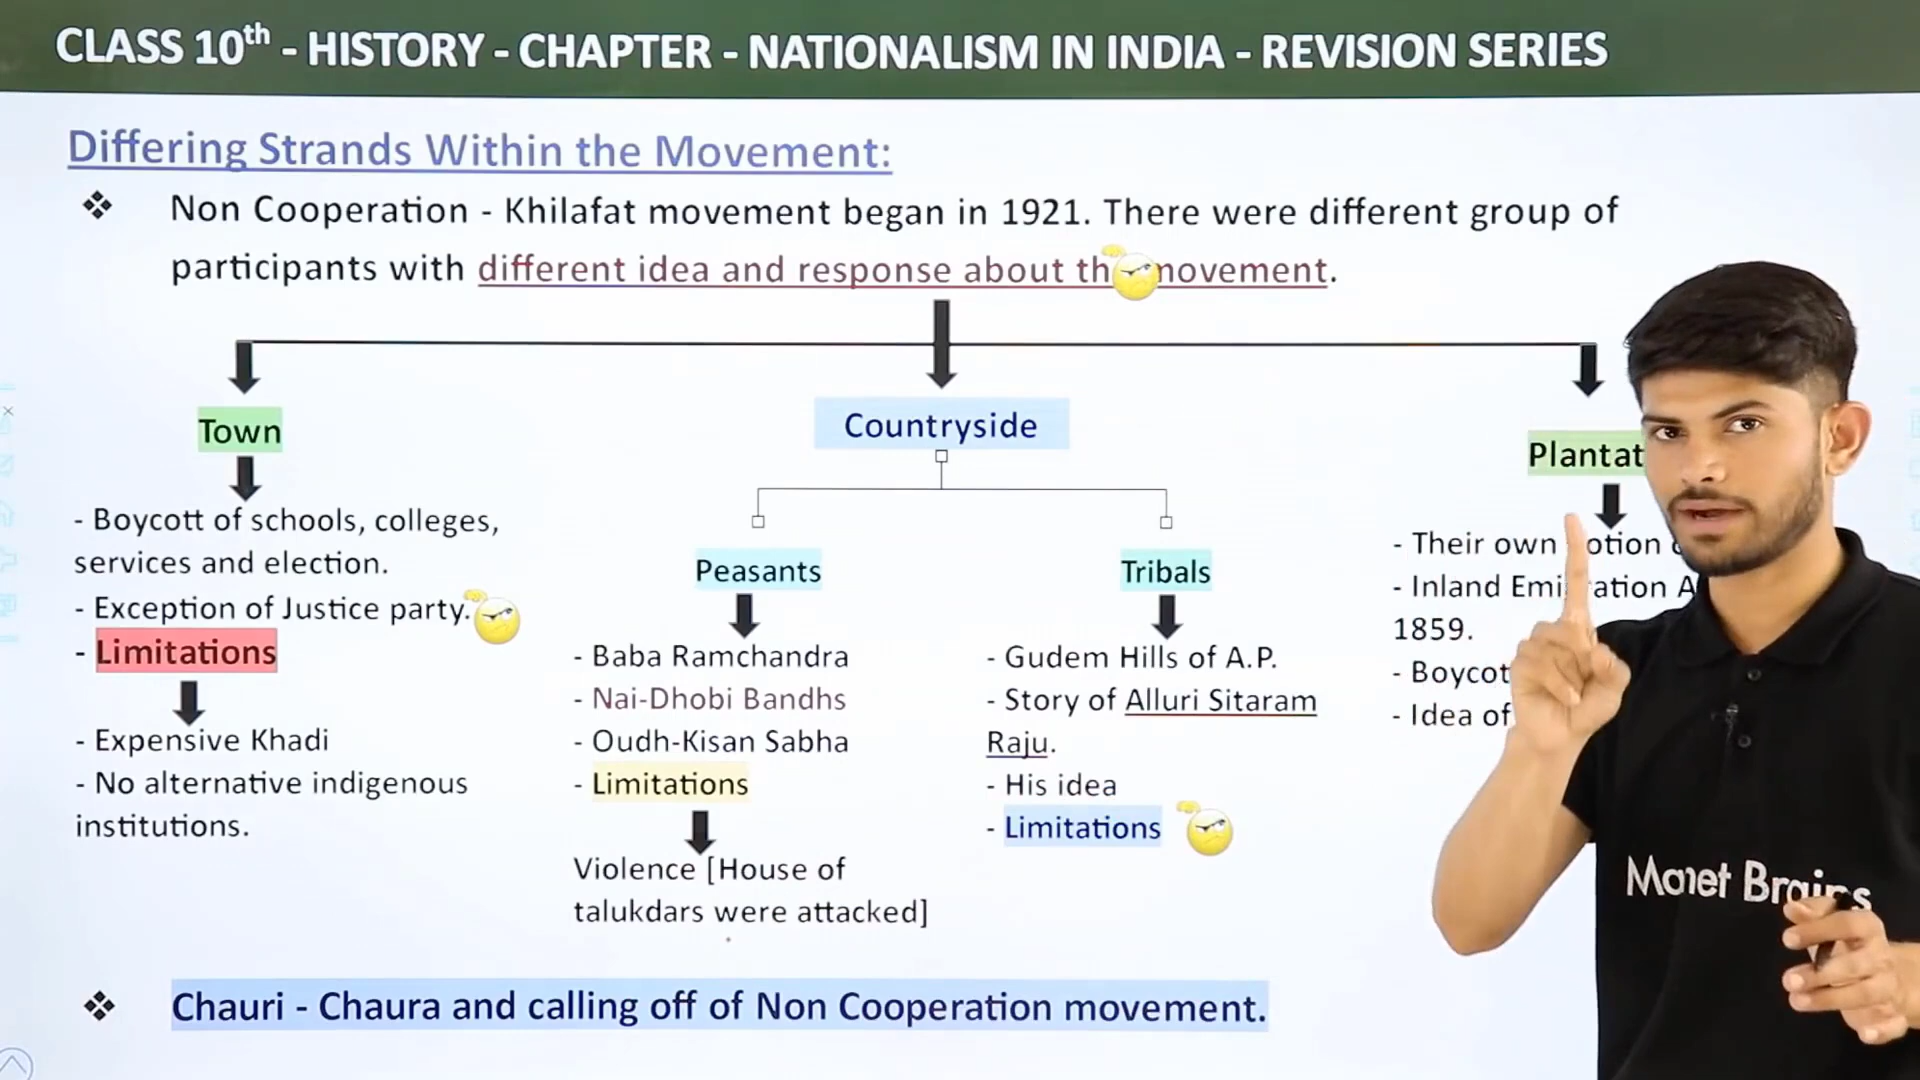 CLASS 10th - HISTORY - CHAPTER - NATIONALISM IN INDIA - REVISION SERIES
Differing Strands Within the Movement:
❖ Non Cooperation - Khilafat movement began in 1921. There were different group of
participants with different idea and response about th movement.
Town
- Boycott of schools, colleges,
services and election.
- Exception of Justice party.
- Limitations
- Expensive Khadi
- No alternative indigenous
institutions.
Countryside
Peasants
- Baba Ramchandra
- Nai-Dhobi Bandhs
- Oudh-Kisan Sabha
- Limitations
Violence [House of
talukdars were attacked]
Tribals
- Gudem Hills of A.P.
- Story of Alluri Sitaram
Raju.
- His idea
- Limitations
Plantat
- Their own
- Inland
1859.
- Boycot
- Idea of
❖ Chauri - Chaura and calling off of Non Cooperation movement.
Magnet Brains